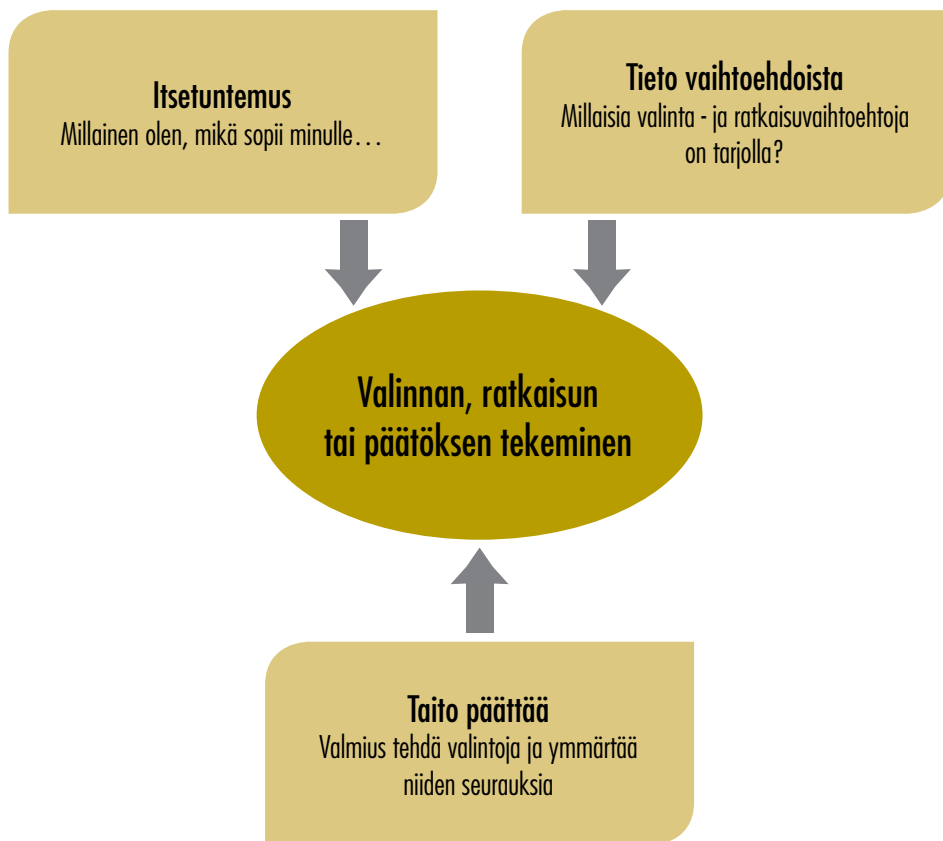 Itsetuntemus
Millainen olen, mikä sopii minulle…
Tieto vaihtoehdoista
Millaisia valinta - ja ratkaisuvaihtoehtoja
on tarjolla?
Valinnan, ratkaisun
tai päätöksen tekeminen
Taito päättää
Valmius tehdä valintoja ja ymmärtää
niiden seurauksia